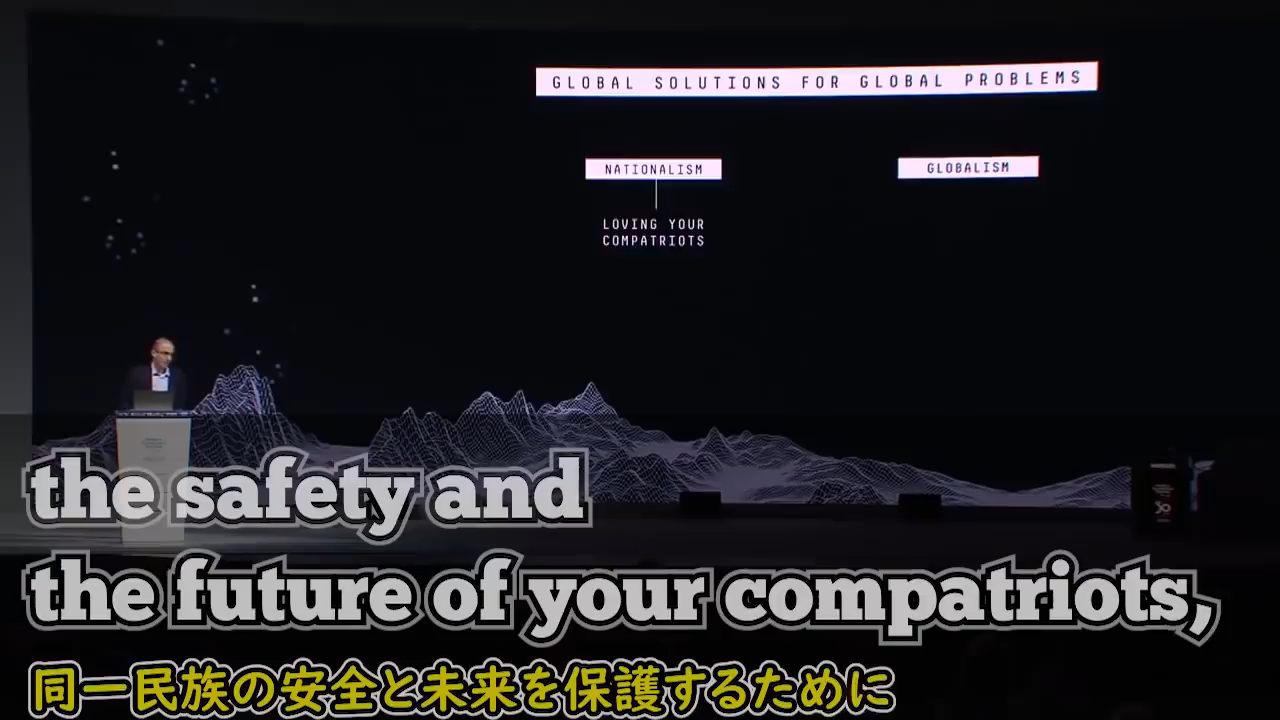 GLOBAL SOLUTIONS FOR GLOBAL PROBLEMS
NATIONALISM
GLOBALISM
LOVING YOUR
COMPATRIOTS
the safety and
the future of your compatriots,
同一民族の安全と未来を保護するために